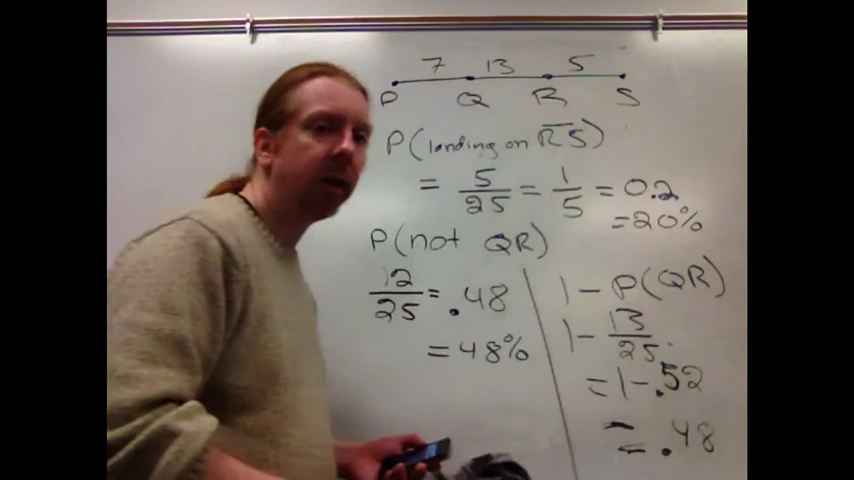 7 13 5
P Q R S
P(landing on RS)
= 5/25 = 1/5 = 0.2
= 20%
P(not QR)
12/25 = .48
= 48%
1 - P(QR)
1 - 13/25
= 1 - .52
= .48